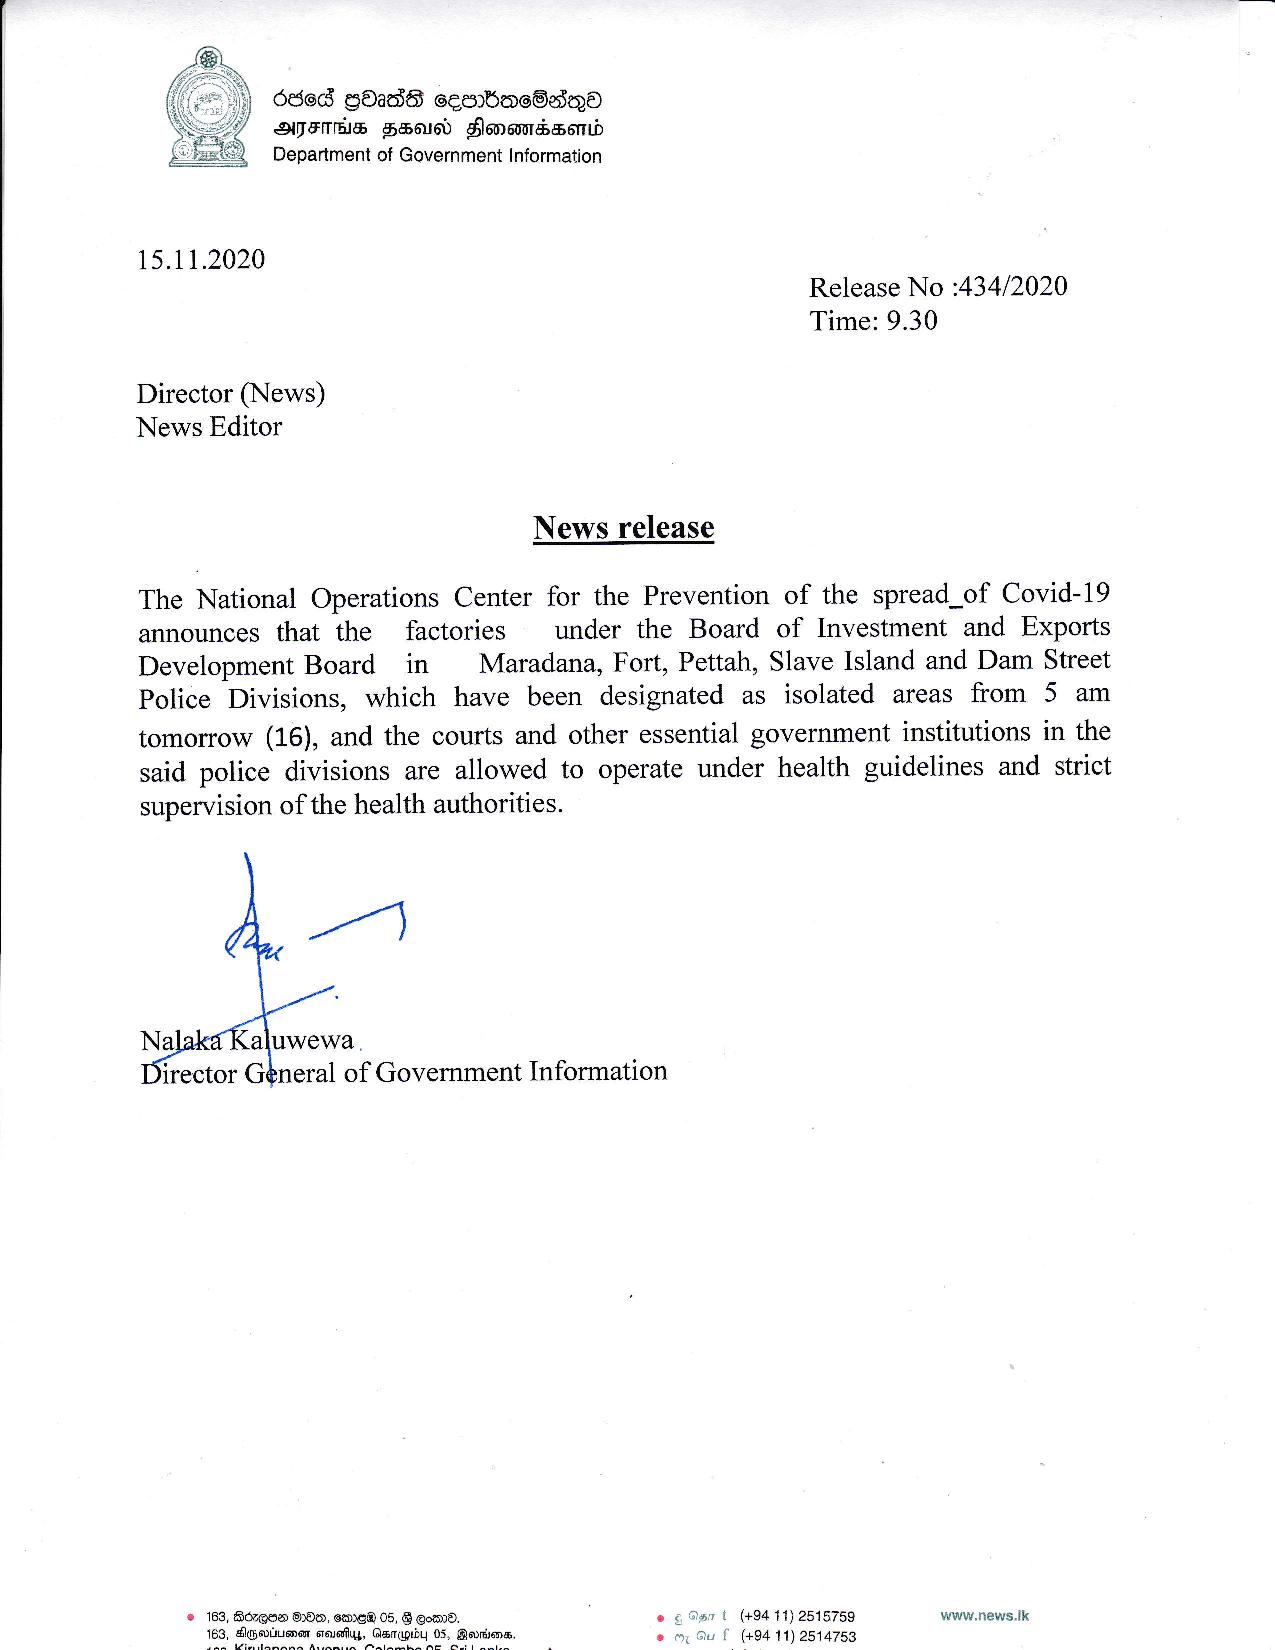 රජයේ ප්‍රවෘත්ති දෙපාර්තමේන්තුව
அரசாங்க தகவல் திணைக்களம்
Department of Government Information
15.11.2020
Release No :434/2020
Time: 9.30
Director (News)
News Editor
News release
The National Operations Center for the Prevention of the spread_of Covid-19
announces that the factories under the Board of Investment and Exports
Development Board in Maradana, Fort, Pettah, Slave Island and Dam Street
Police Divisions, which have been designated as isolated areas from 5 am
tomorrow (16), and the courts and other essential government institutions in the
said police divisions are allowed to operate under health guidelines and strict
supervision of the health authorities.
Nalaka Kaluwewa
Director General of Government Information
163, කිරුලපන මාවත, කොළඹ 05, ශ්‍රී ලංකාව.
163, கிருலப்பனை எவனியூ, கொழும்பு 05, இலங்கை.
Kirulapona Avenue, Colombo 05, Sri Lanka
දු தொ t (+94 11) 2515759
ෆැ பெ f (+94 11) 2514753
www.news.lk